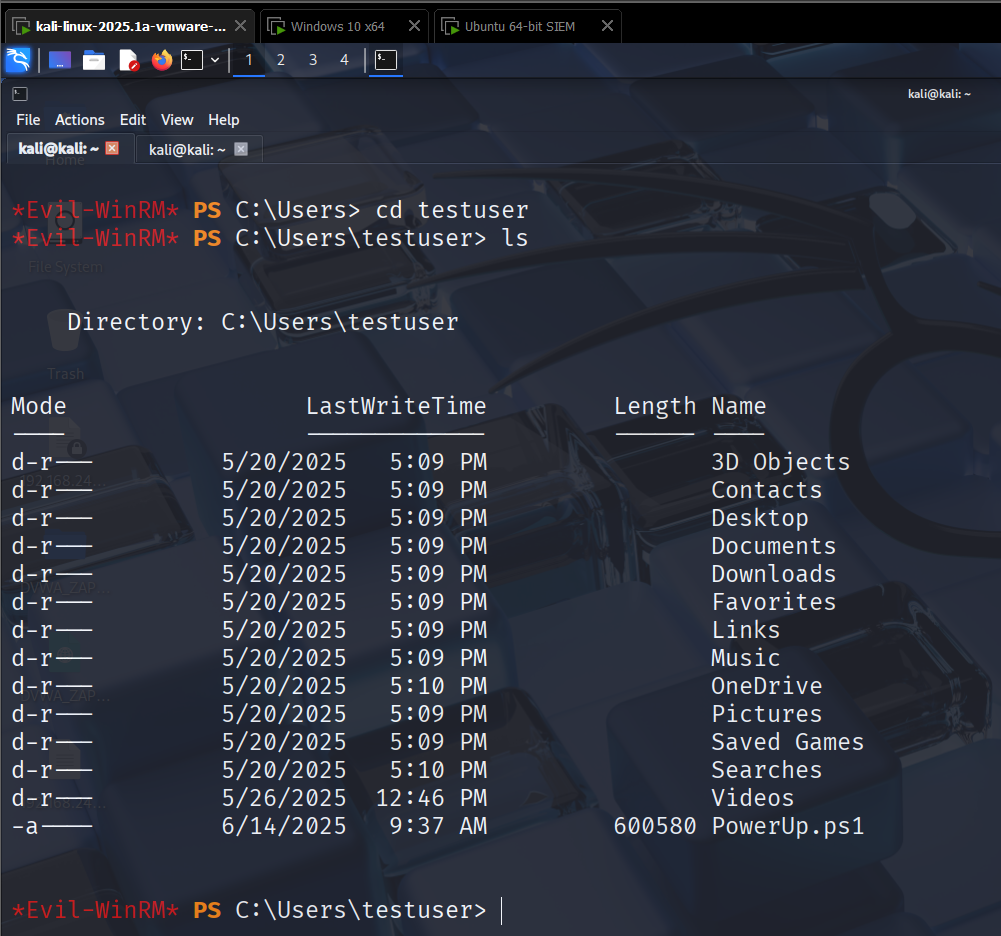 kali-linux-2025.1a-vmware-... Windows 10 x64 Ubuntu 64-bit SIEM
1 2 3 4
kali@kali: ~
File Actions Edit View Help
kali@kali: ~ kali@kali: ~
Home
*Evil-WinRM* PS C:\Users> cd testuser
*Evil-WinRM* PS C:\Users\testuser> ls
File System
Directory: C:\Users\testuser
Trash
Mode LastWriteTime Length Name
---- ------------- ------ ----
d-r--- 5/20/2025 5:09 PM 3D Objects
d-r--- 5/20/2025 5:09 PM Contacts
d-r--- 5/20/2025 5:09 PM Desktop
d-r--- 5/20/2025 5:09 PM Documents
d-r--- 5/20/2025 5:09 PM Downloads
d-r--- 5/20/2025 5:09 PM Favorites
d-r--- 5/20/2025 5:09 PM Links
d-r--- 5/20/2025 5:09 PM Music
d-r--- 5/20/2025 5:10 PM OneDrive
d-r--- 5/20/2025 5:09 PM Pictures
d-r--- 5/20/2025 5:09 PM Saved Games
d-r--- 5/20/2025 5:10 PM Searches
d-r--- 5/26/2025 12:46 PM Videos
-a---- 6/14/2025 9:37 AM 600580 PowerUp.ps1
*Evil-WinRM* PS C:\Users\testuser>